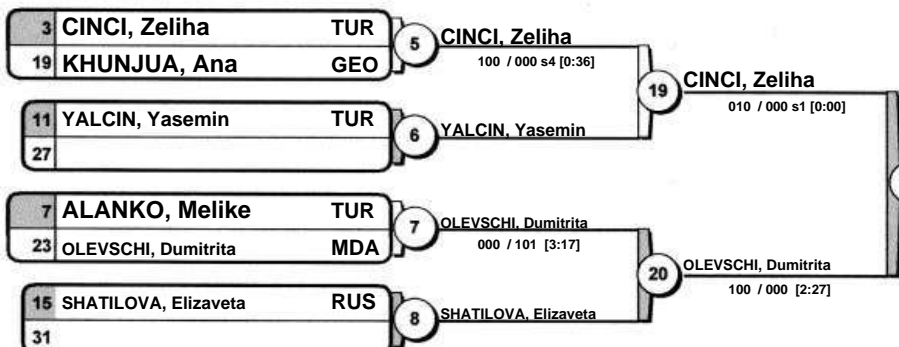 3 CINCI, Zeliha TUR
19 KHUNJUA, Ana GEO
5 CINCI, Zeliha
100 / 000 s4 [0:36]
11 YALCIN, Yasemin TUR
27
6 YALCIN, Yasemin
19 CINCI, Zeliha
010 / 000 s1 [0:00]
7 ALANKO, Melike TUR
23 OLEVSCHI, Dumitrita MDA
7 OLEVSCHI, Dumitrita
000 / 101 [3:17]
15 SHATILOVA, Elizaveta RUS
31
8 SHATILOVA, Elizaveta
20 OLEVSCHI, Dumitrita
100 / 000 [2:27]